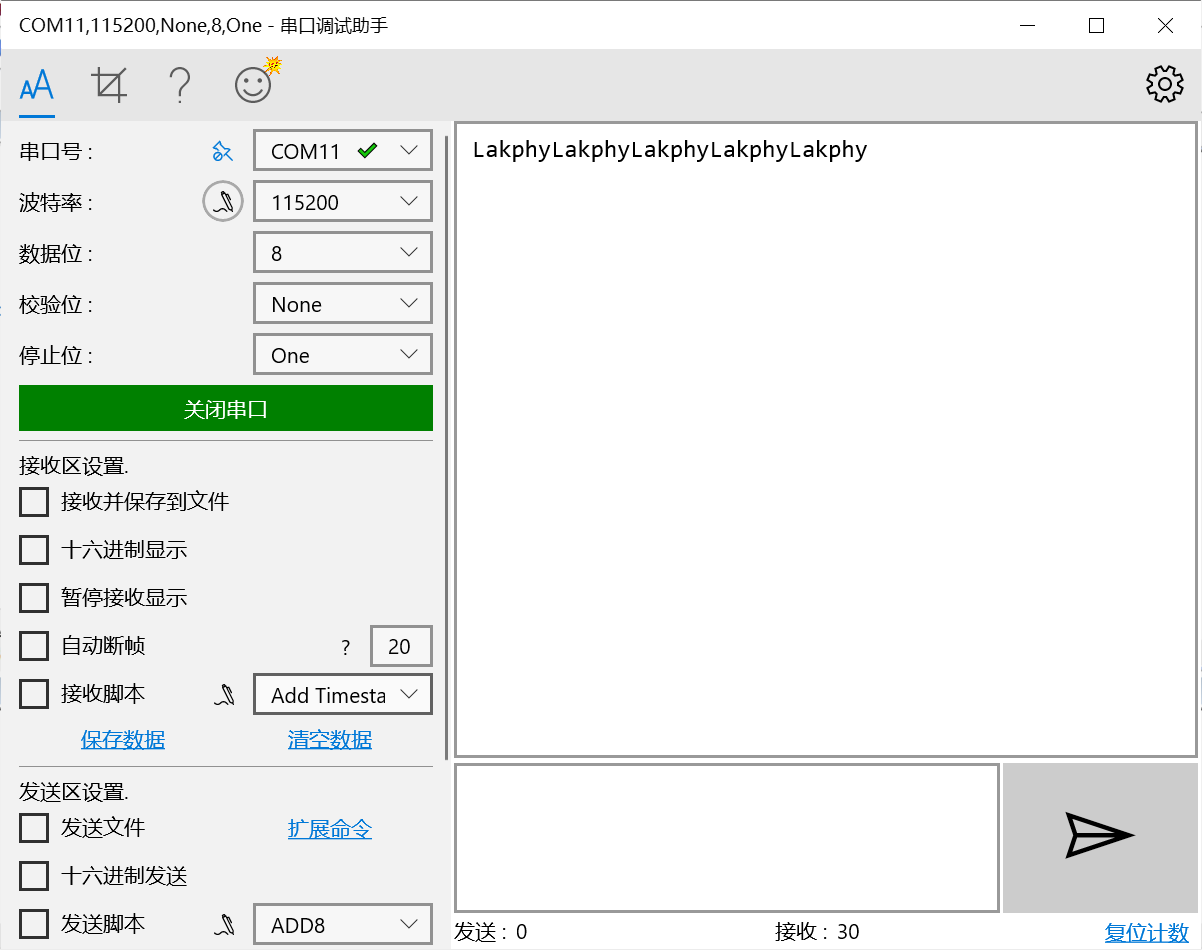 COM11,115200,None,8,One - 串口调试助手
串口号 :
COM11
波特率 :
115200
数据位 :
8
校验位 :
None
停止位 :
One
关闭串口
接收区设置.
接收并保存到文件
十六进制显示
暂停接收显示
自动断帧
?
20
接收脚本
Add Timesta
保存数据
清空数据
发送区设置.
发送文件
扩展命令
十六进制发送
发送脚本
ADD8
LakphyLakphyLakphyLakphyLakphy
发送 : 0
接收 : 30
复位计数